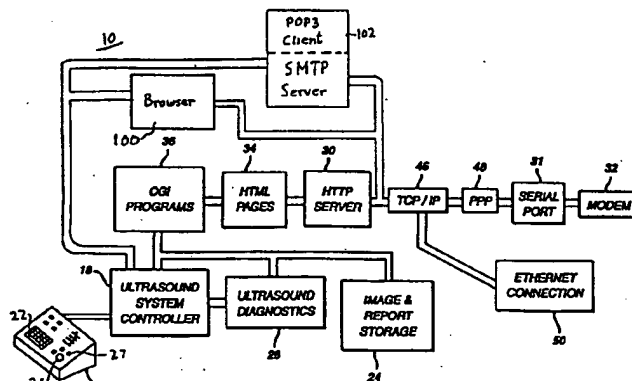 10
POP3
Client
SMTP
Server
102
Browser
100
36
CGI
PROGRAMS
34
HTML
PAGES
30
HTTP
SERVER
46
TCP / IP
48
PPP
31
SERIAL
PORT
32
MODEM
18
ULTRASOUND
SYSTEM
CONTROLLER
ULTRASOUND
DIAGNOSTICS
IMAGE &
REPORT
STORAGE
24
ETHERNET
CONNECTION
50
22
27